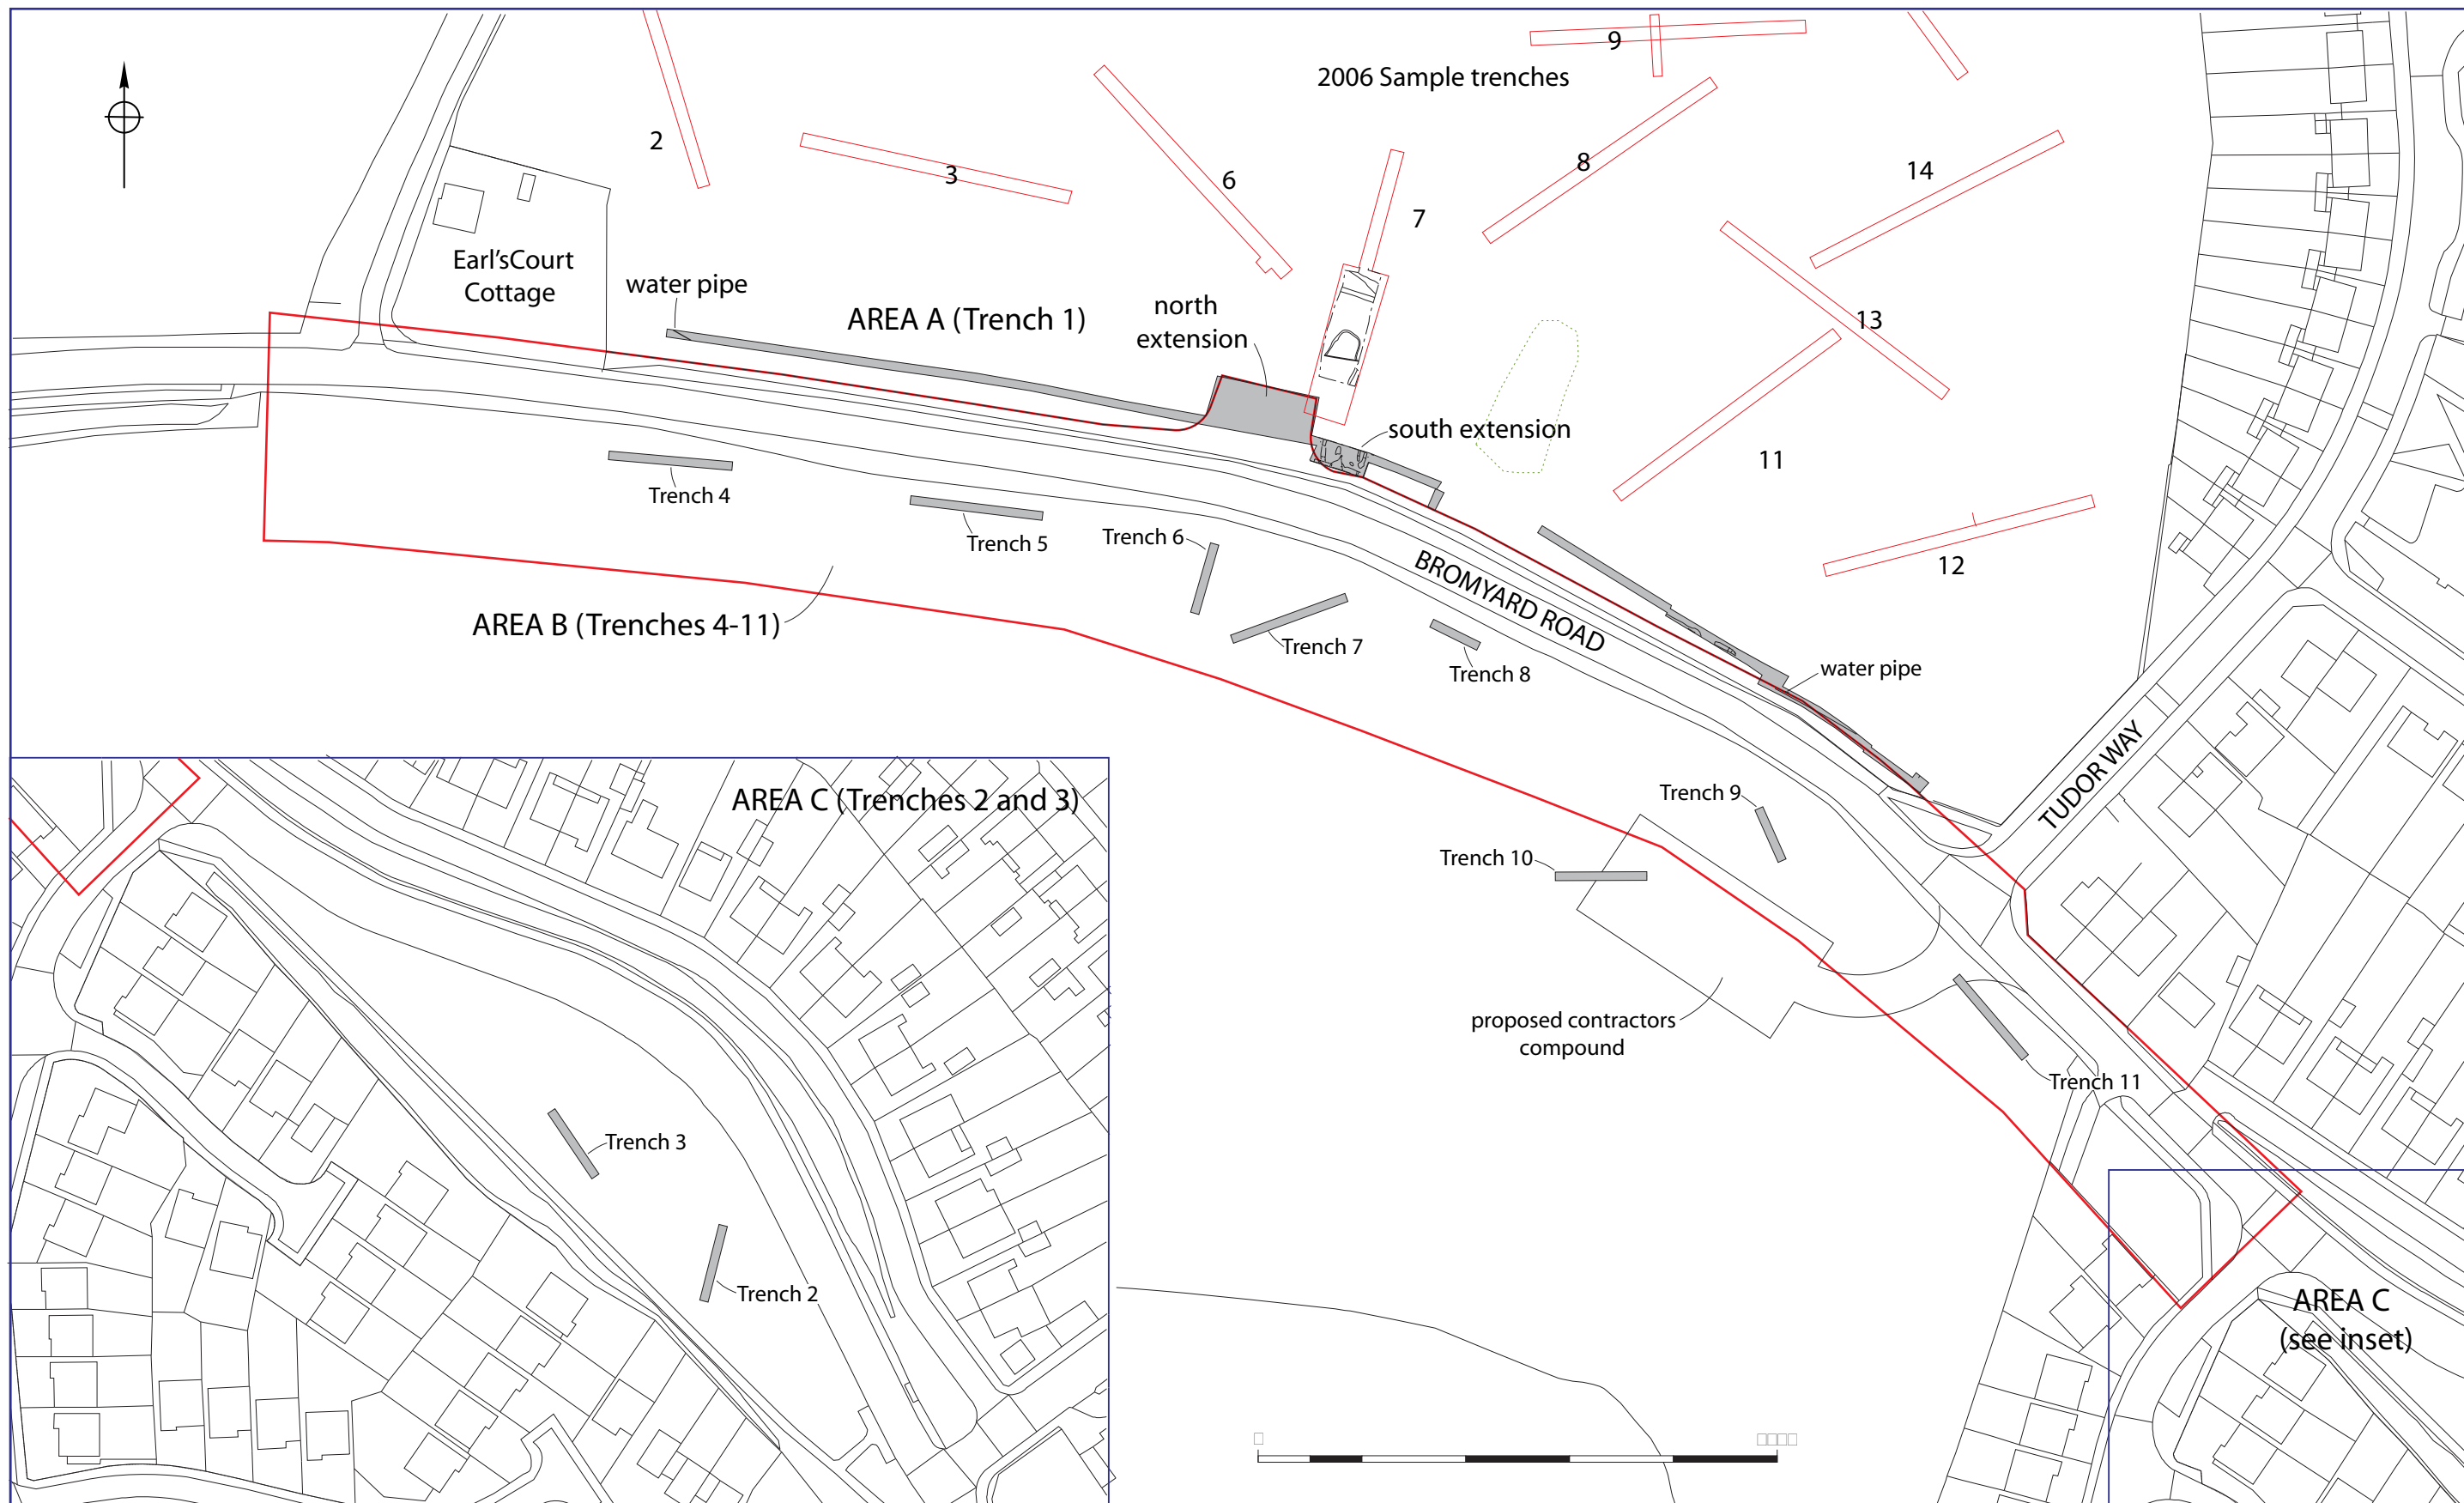 9
2006 Sample trenches
2
3
6
8
14
7
Earl'sCourt
Cottage
water pipe
AREA A (Trench 1)
north
extension
13
south extension
11
Trench 4
Trench 5
Trench 6
12
BROMYARD ROAD
AREA B (Trenches 4-11)
Trench 7
Trench 8
water pipe
TUDOR WAY
Trench 9
AREA C (Trenches 2 and 3)
Trench 10
proposed contractors
compound
Trench 11
Trench 3
Trench 2
AREA C
(see inset)